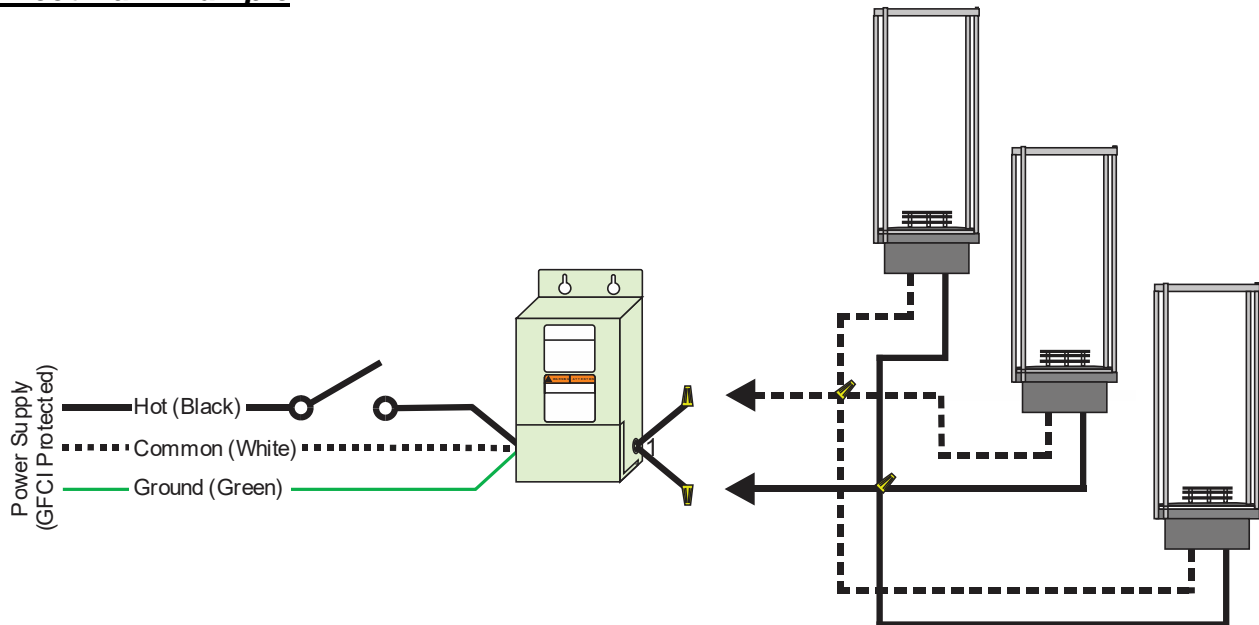 Power Supply
(GFCI Protected)
Hot (Black)
Common (White)
Ground (Green)